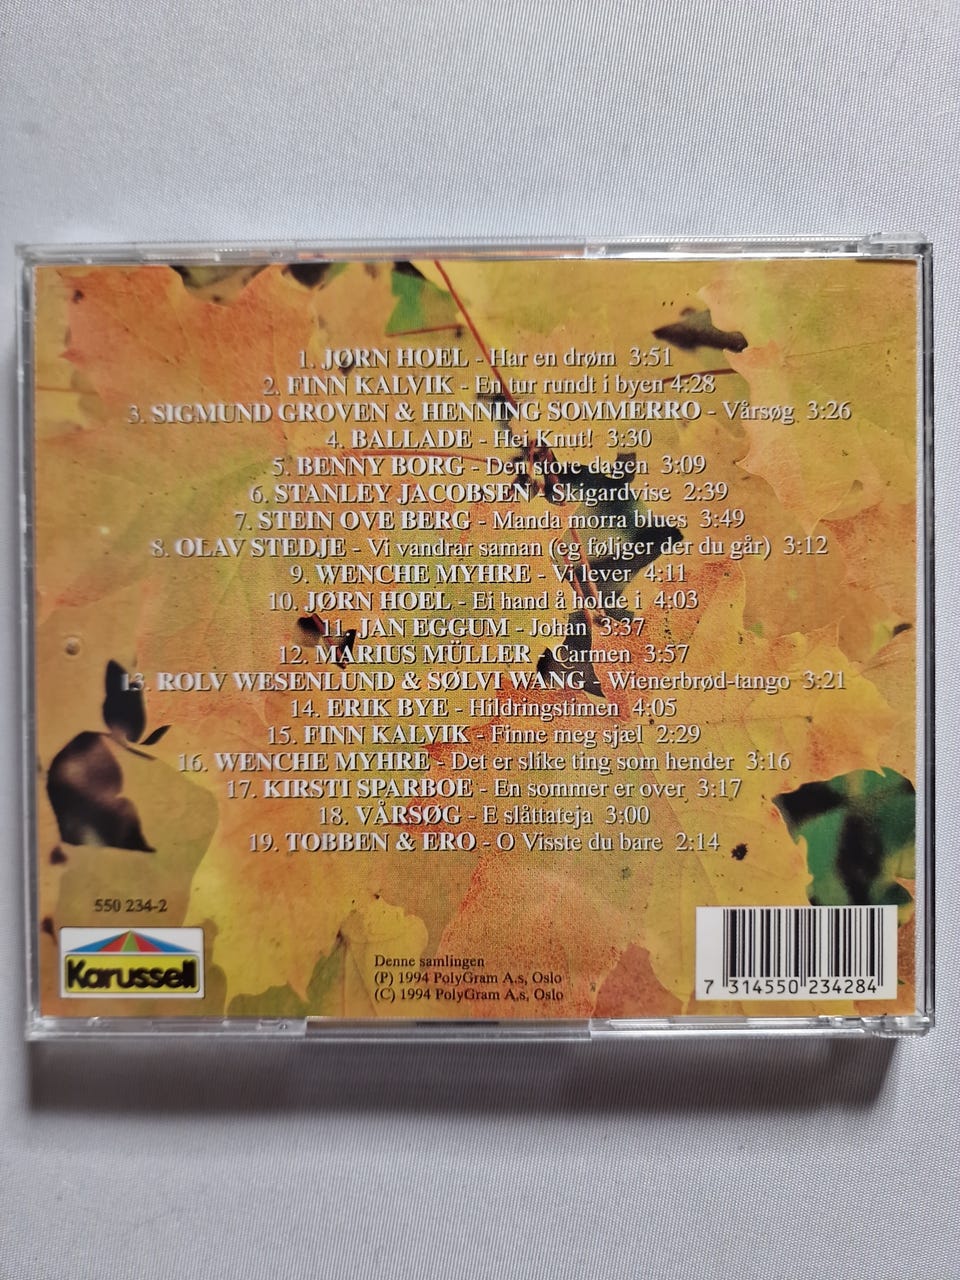 1. JØRN HOEL - Har en drøm 3:51
2. FINN KALVIK - En tur rundt i byen 4:28
3. SIGMUND GROVEN & HENNING SOMMERRO - Vårsøg 3:26
4. BALLADE - Hei Knut! 3:30
5. BENNY BORG - Den store dagen 3:09
6. STANLEY JACOBSEN - Skigardvise 2:39
7. STEIN OVE BERG - Manda morra blues 3:49
8. OLAV STEDJE - Vi vandrar saman (eg føljger der du går) 3:12
9. WENCHE MYHRE - Vi lever 4:11
10. JØRN HOEL - Ei hand å holde i 4:03
11. JAN EGGUM - Johan 3:37
12. MARIUS MÜLLER - Carmen 3:57
13. ROLV WESENLUND & SØLVI WANG - Wienerbrød-tango 3:21
14. ERIK BYE - Hildringstimen 4:05
15. FINN KALVIK - Finne meg sjæl 2:29
16. WENCHE MYHRE - Det er slike ting som hender 3:16
17. KIRSTI SPARBOE - En sommer er over 3:17
18. VÅRSØG - E slåttateja 3:00
19. TOBBEN & ERO - O Visste du bare 2:14
550 234-2
Karussell
Denne samlingen
(P) 1994 PolyGram A.s, Oslo
(C) 1994 PolyGram A.s, Oslo
7 314550 234284